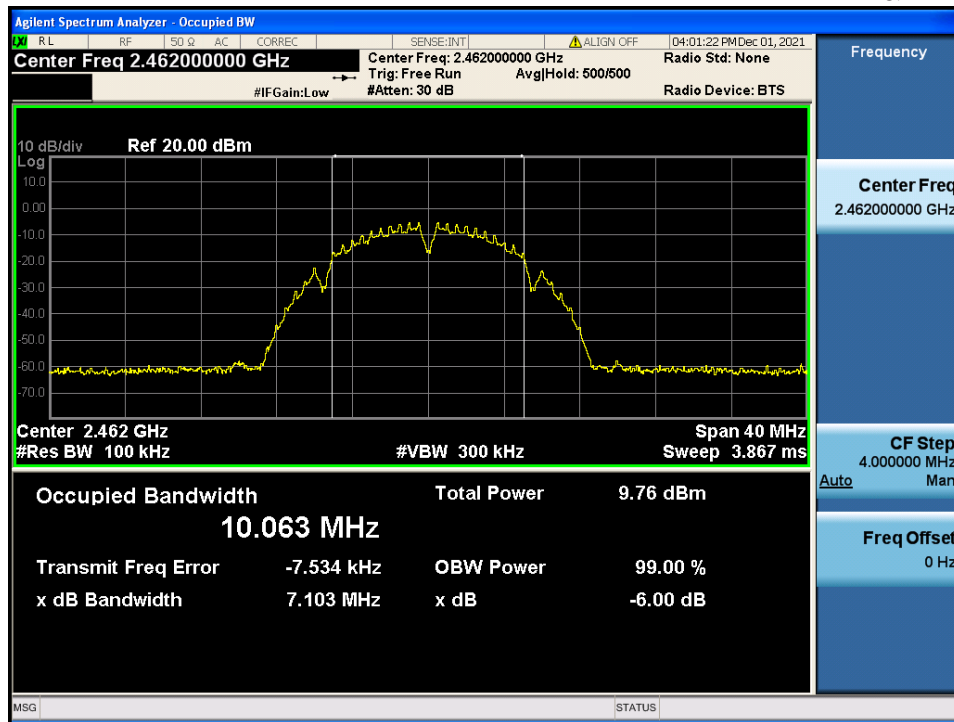 Agilent Spectrum Analyzer - Occupied BW
LXI RL RF 50 Ω AC CORREC SENSE:INT ALIGN OFF 04:01:22 PM Dec 01, 2021
Center Freq 2.462000000 GHz
Center Freq: 2.462000000 GHz
Radio Std: None
Trig: Free Run Avg|Hold: 500/500
#IFGain:Low
#Atten: 30 dB
Radio Device: BTS
10 dB/div Ref 20.00 dBm
Log
10.0
0.00
-10.0
-20.0
-30.0
-40.0
-50.0
-60.0
-70.0
Center 2.462 GHz
Span 40 MHz
#Res BW 100 kHz
#VBW 300 kHz
Sweep 3.867 ms
Occupied Bandwidth
Total Power 9.76 dBm
10.063 MHz
Transmit Freq Error -7.534 kHz
OBW Power 99.00 %
x dB Bandwidth 7.103 MHz
x dB -6.00 dB
Frequency
Center Freq
2.462000000 GHz
CF Step
4.000000 MHz
Auto Man
Freq Offset
0 Hz
MSG
STATUS